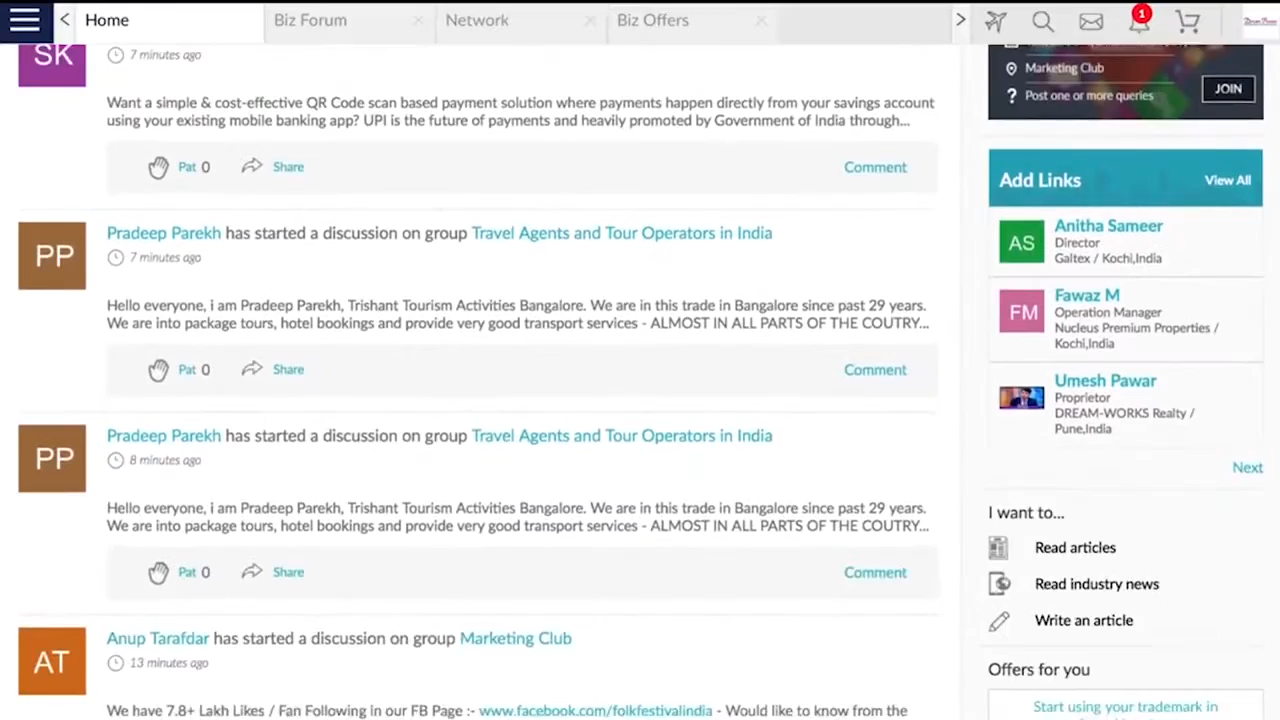 Home
Biz Forum
Network
Biz Offers
1
SK
7 minutes ago
Want a simple & cost-effective QR Code scan based payment solution where payments happen directly from your savings account
using your existing mobile banking app? UPI is the future of payments and heavily promoted by Government of India through...
Pat 0
Share
Comment
PP
Pradeep Parekh has started a discussion on group Travel Agents and Tour Operators in India
7 minutes ago
Hello everyone, i am Pradeep Parekh, Trishant Tourism Activities Bangalore. We are in this trade in Bangalore since past 29 years.
We are into package tours, hotel bookings and provide very good transport services - ALMOST IN ALL PARTS OF THE COUTRY...
Pat 0
Share
Comment
PP
Pradeep Parekh has started a discussion on group Travel Agents and Tour Operators in India
8 minutes ago
Hello everyone, i am Pradeep Parekh, Trishant Tourism Activities Bangalore. We are in this trade in Bangalore since past 29 years.
We are into package tours, hotel bookings and provide very good transport services - ALMOST IN ALL PARTS OF THE COUTRY...
Pat 0
Share
Comment
AT
Anup Tarafdar has started a discussion on group Marketing Club
13 minutes ago
We have 7.8+ Lakh Likes / Fan Following in our FB Page :- www.facebook.com/folkfestivalindia - Would like to know from the
Marketing Club
? Post one or more queries
JOIN
Add Links
View All
AS
Anitha Sameer
Director
Galtex / Kochi,India
FM
Fawaz M
Operation Manager
Nucleus Premium Properties /
Kochi,India
Umesh Pawar
Proprietor
DREAM-WORKS Realty /
Pune,India
Next
I want to...
Read articles
Read industry news
Write an article
Offers for you
Start using your trademark in